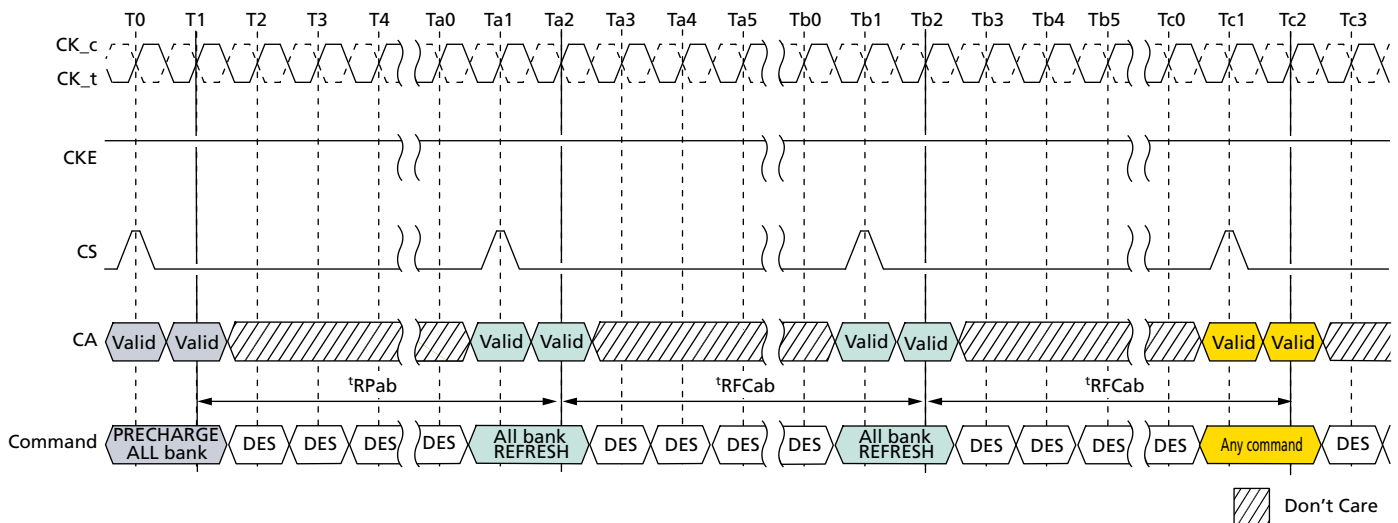 T0 T1 T2 T3 T4 Ta0 Ta1 Ta2 Ta3 Ta4 Ta5 Tb0 Tb1 Tb2 Tb3 Tb4 Tb5 Tc0 Tc1 Tc2 Tc3
CK_c
CK_t
CKE
CS
CA Valid Valid Valid Valid Valid Valid Valid Valid
tRPab tRFCab tRFCab
Command PRECHARGE ALL bank DES DES DES DES All bank REFRESH DES DES DES DES All bank REFRESH DES DES DES DES Any command DES
Don't Care